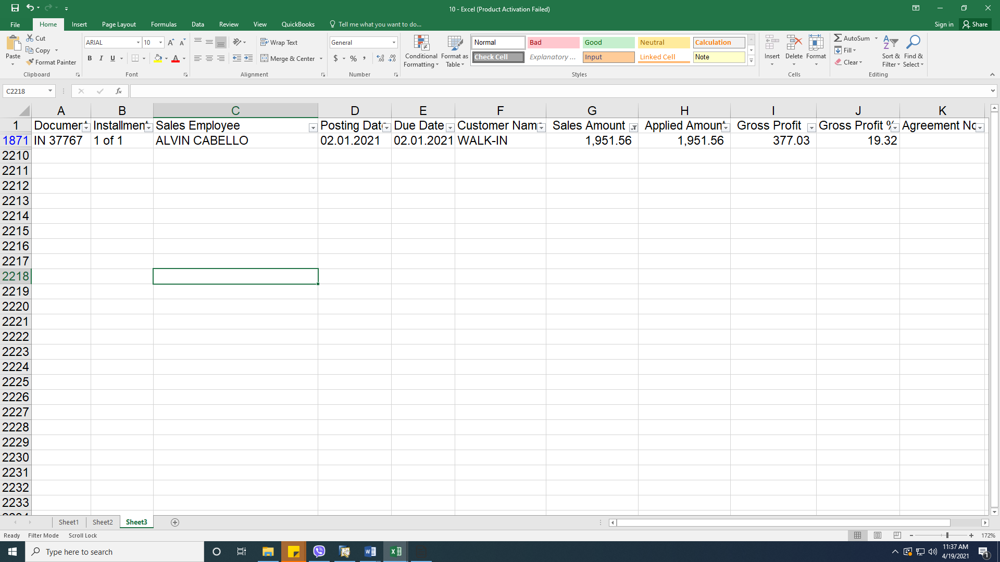 10 - Excel (Product Activation Failed)
File Home Insert Page Layout Formulas Data Review View QuickBooks Tell me what you want to do... Sign in Share
Paste Cut Copy Format Painter Clipboard
ARIAL 10 B I U A Font
Wrap Text Merge & Center Alignment
General $ % , Number
Conditional Formatting Format as Table
Normal Bad Good Neutral Calculation
Check Cell Explanatory ... Input Linked Cell Note
Styles
Insert Delete Format Cells
AutoSum Fill Clear Sort & Filter Find & Select Editing
C2218 fx
A B C D E F G H I J K
1 Document Installment Sales Employee Posting Date Due Date Customer Name Sales Amount Applied Amount Gross Profit Gross Profit % Agreement No
1871 IN 37767 1 of 1 ALVIN CABELLO 02.01.2021 02.01.2021 WALK-IN 1,951.56 1,951.56 377.03 19.32
2210
2211
2212
2213
2214
2215
2216
2217
2218
2219
2220
2221
2222
2223
2224
2225
2226
2227
2228
2229
2230
2231
2232
2233
Sheet1 Sheet2 Sheet3
Ready Filter Mode Scroll Lock 172%
Type here to search 11:37 AM
4/19/2021 1